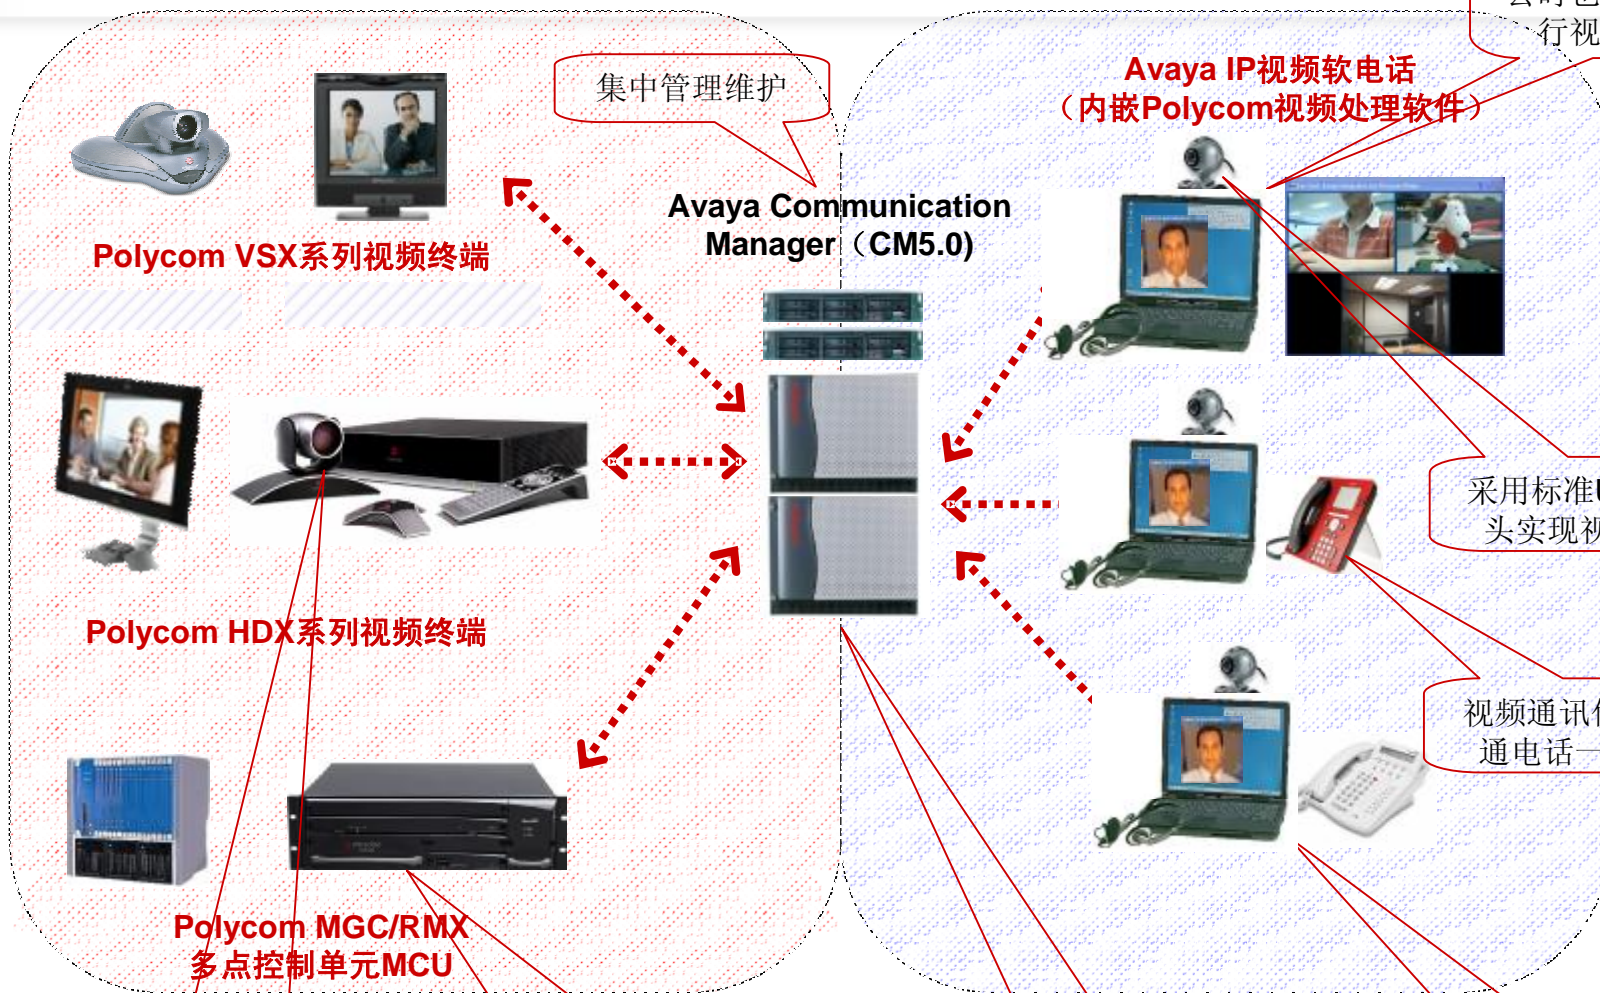 行视
集中管理维护
Avaya IP视频软电话
（内嵌Polycom视频处理软件）
Avaya Communication
Manager（CM5.0)
Polycom VSX系列视频终端
采用标准U
头实现视
Polycom HDX系列视频终端
视频通讯
通电话一
Polycom MGC/RMX
多点控制单元MCU